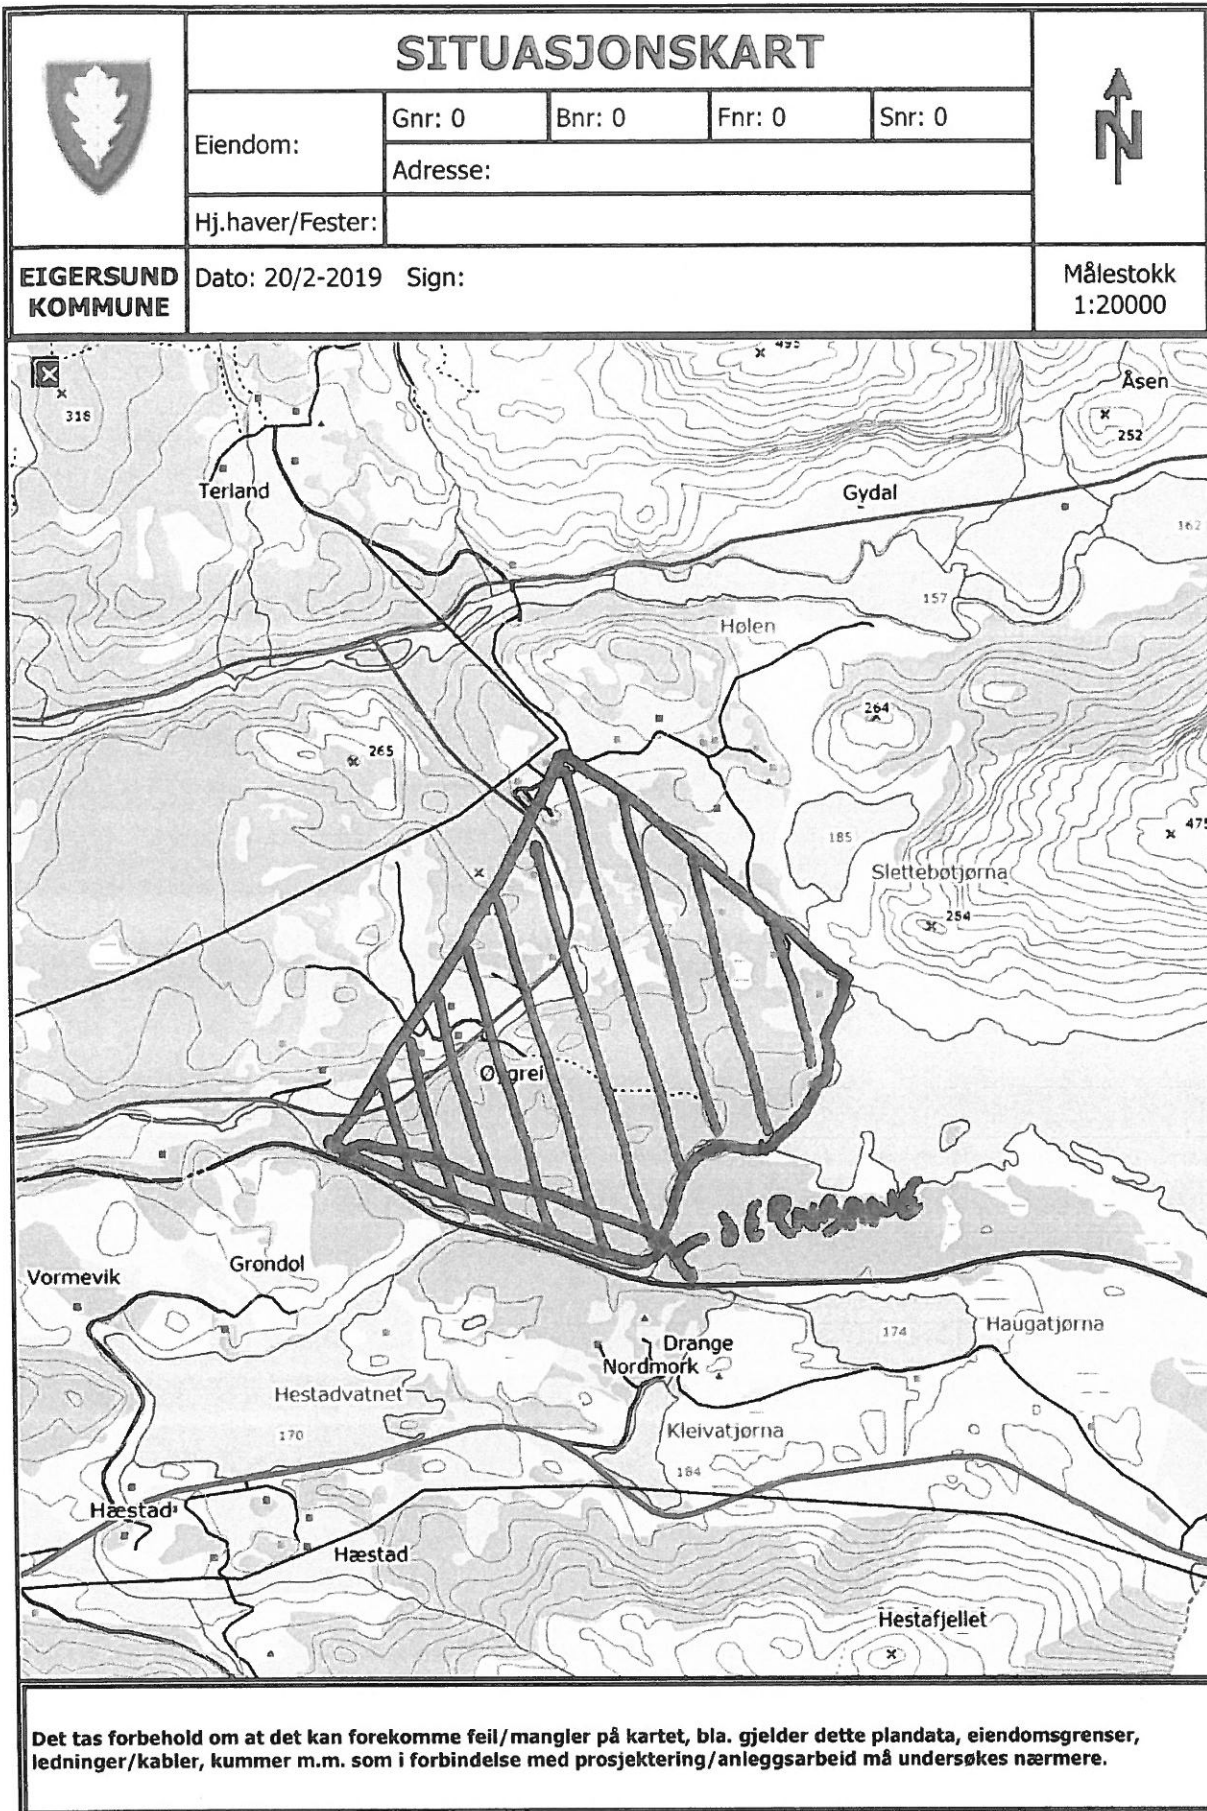 SITUASJONSKART
Eiendom:
Gnr: 0
Bnr: 0
Fnr: 0
Snr: 0
Adresse:
Hj.haver/Fester:
N
EIGERSUND
KOMMUNE
Dato: 20/2-2019 Sign:
Målestokk
1:20000
495
Åsen
318
252
Terland
Gydal
162
157
Hølen
264
265
185
475
Slettebøtjørna
254
JERNBANE
Grøndol
Vormevik
174
Haugatjørna
Drange
Nordmork
Hestadvatnet
170
Kleivatjørna
184
Hæstad
Hæstad
Hestafjellet
Det tas forbehold om at det kan forekomme feil/mangler på kartet, bla. gjelder dette plandata, eiendomsgrenser,
ledninger/kabler, kummer m.m. som i forbindelse med prosjektering/anleggsarbeid må undersøkes nærmere.